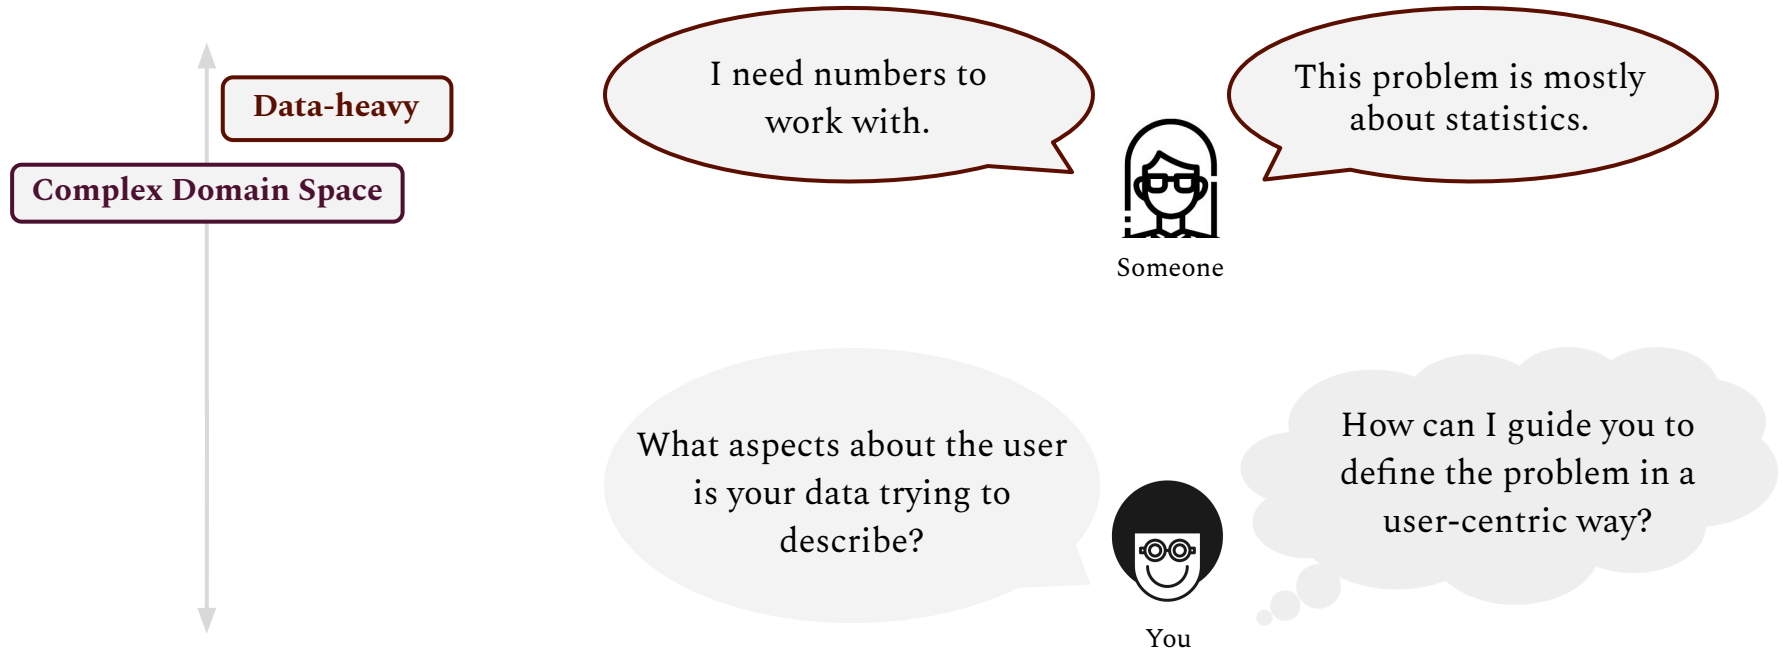 Data-heavy
Complex Domain Space
I need numbers to
work with.
This problem is mostly
about statistics.
Someone
What aspects about the user
is your data trying to
describe?
How can I guide you to
define the problem in a
user-centric way?
You